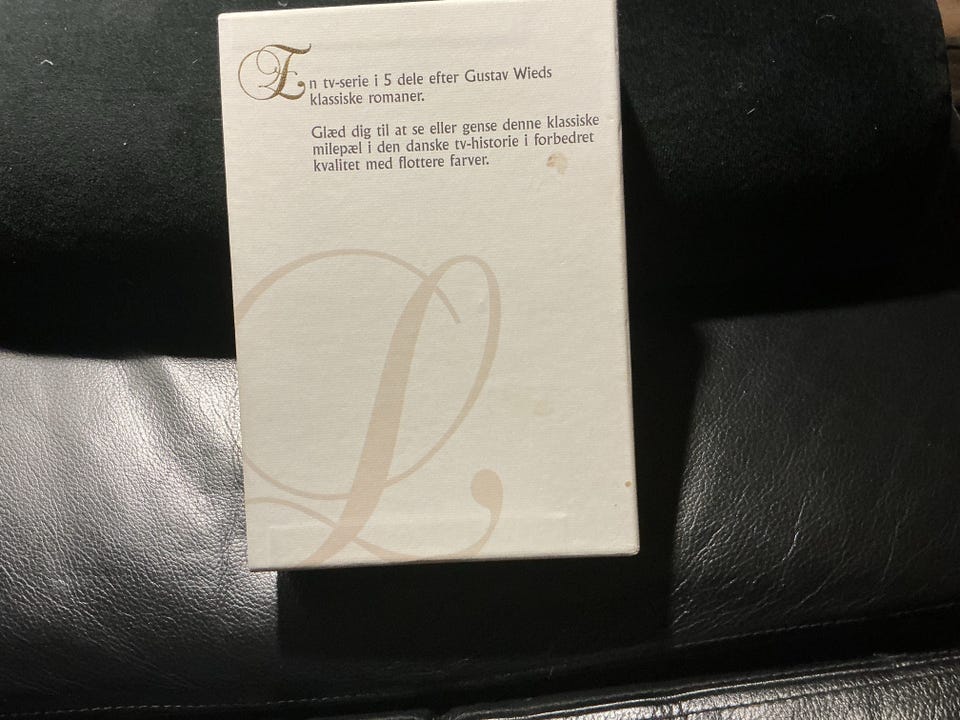 En tv-serie i 5 dele efter Gustav Wieds
klassiske romaner.
Glæd dig til at se eller gense denne klassiske
milepæl i den danske tv-historie i forbedret
kvalitet med flottere farver.
L